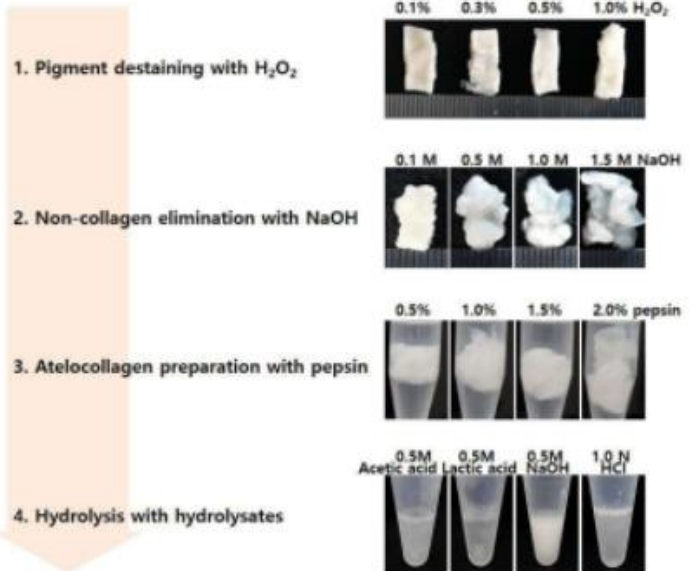 0.1% 0.3% 0.5% 1.0% H₂O₂
1. Pigment destaining with H₂O₂
0.1 M 0.5 M 1.0 M 1.5 M NaOH
2. Non-collagen elimination with NaOH
0.5% 1.0% 1.5% 2.0% pepsin
3. Atelocollagen preparation with pepsin
0.5M 0.5M 0.5M 1.0 N
Acetic acid Lactic acid NaOH HCl
4. Hydrolysis with hydrolysates